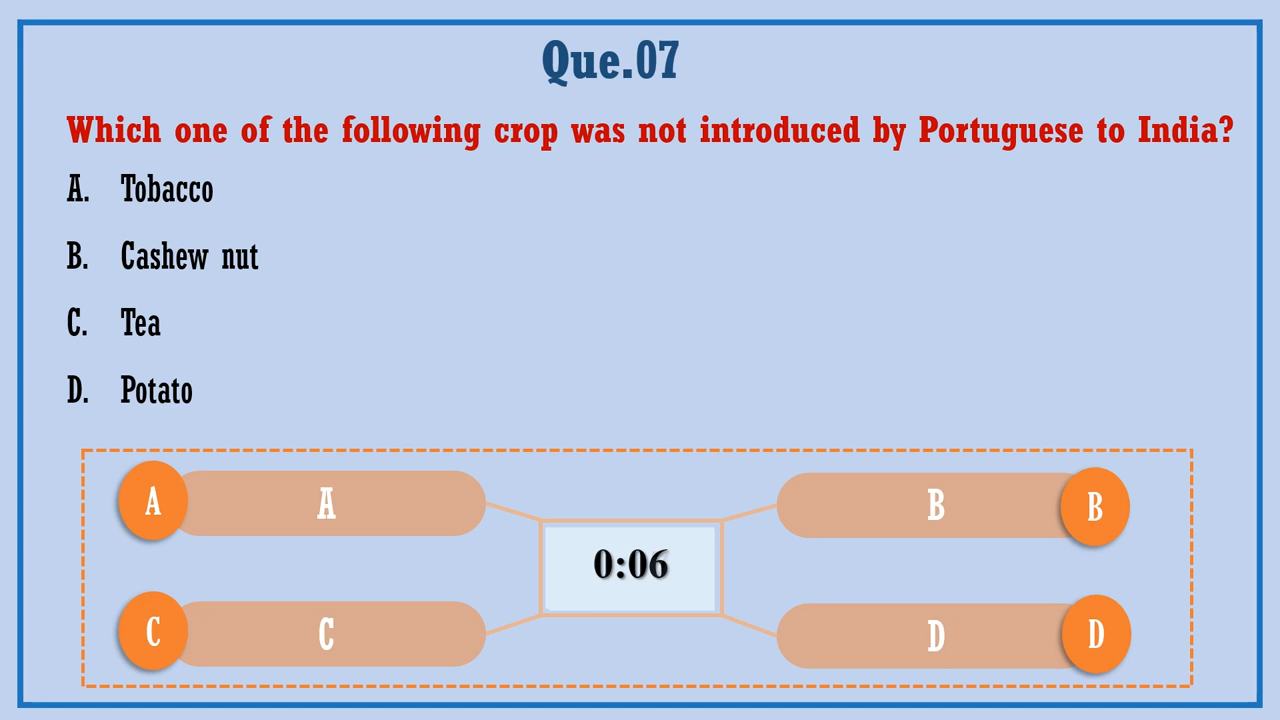 Que.07
Which one of the following crop was not introduced by Portuguese to India?
A. Tobacco
B. Cashew nut
C. Tea
D. Potato
A A B B
0:06
C C D D